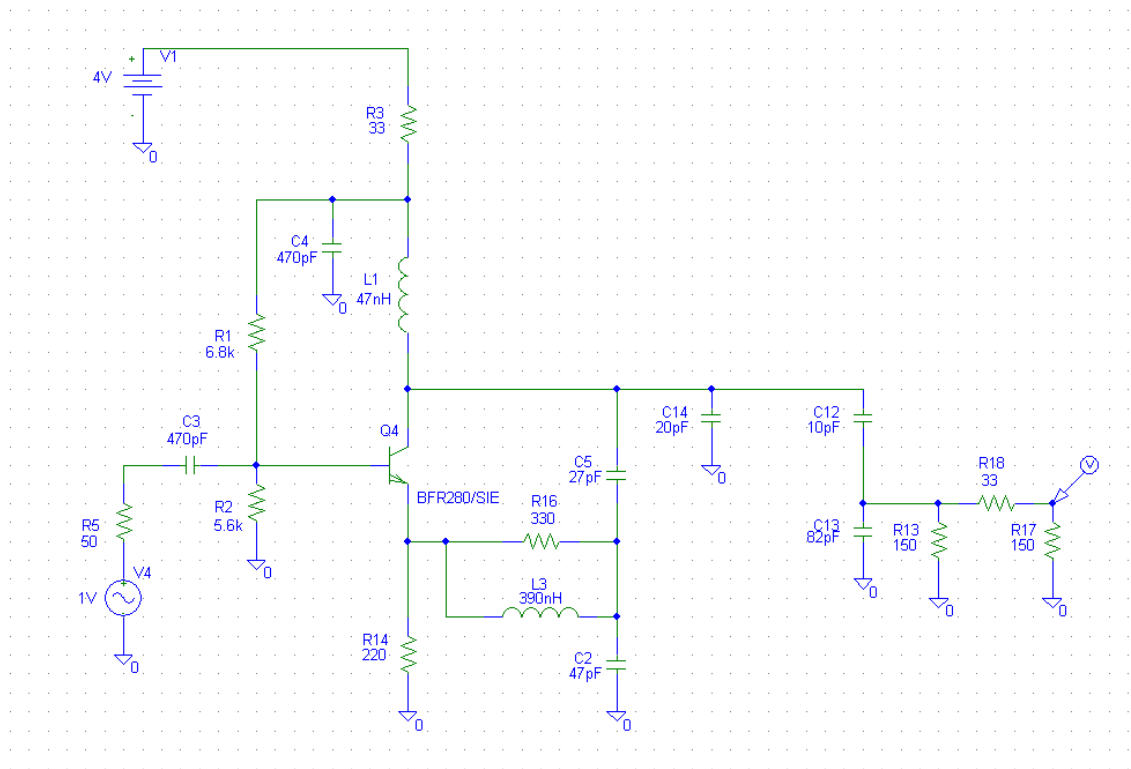 +
V1
4V
-
0
R3
33
C4
470pF
0
L1
47nH
R1
6.8k
C3
470pF
Q4
BFR280/SIE
R2
5.6k
0
R5
50
V4
+
1V
0
C5
27pF
C14
20pF
0
C12
10pF
R16
330
L3
390nH
R14
220
0
C2
47pF
0
C13
82pF
0
R13
150
0
R18
33
V
R17
150
0